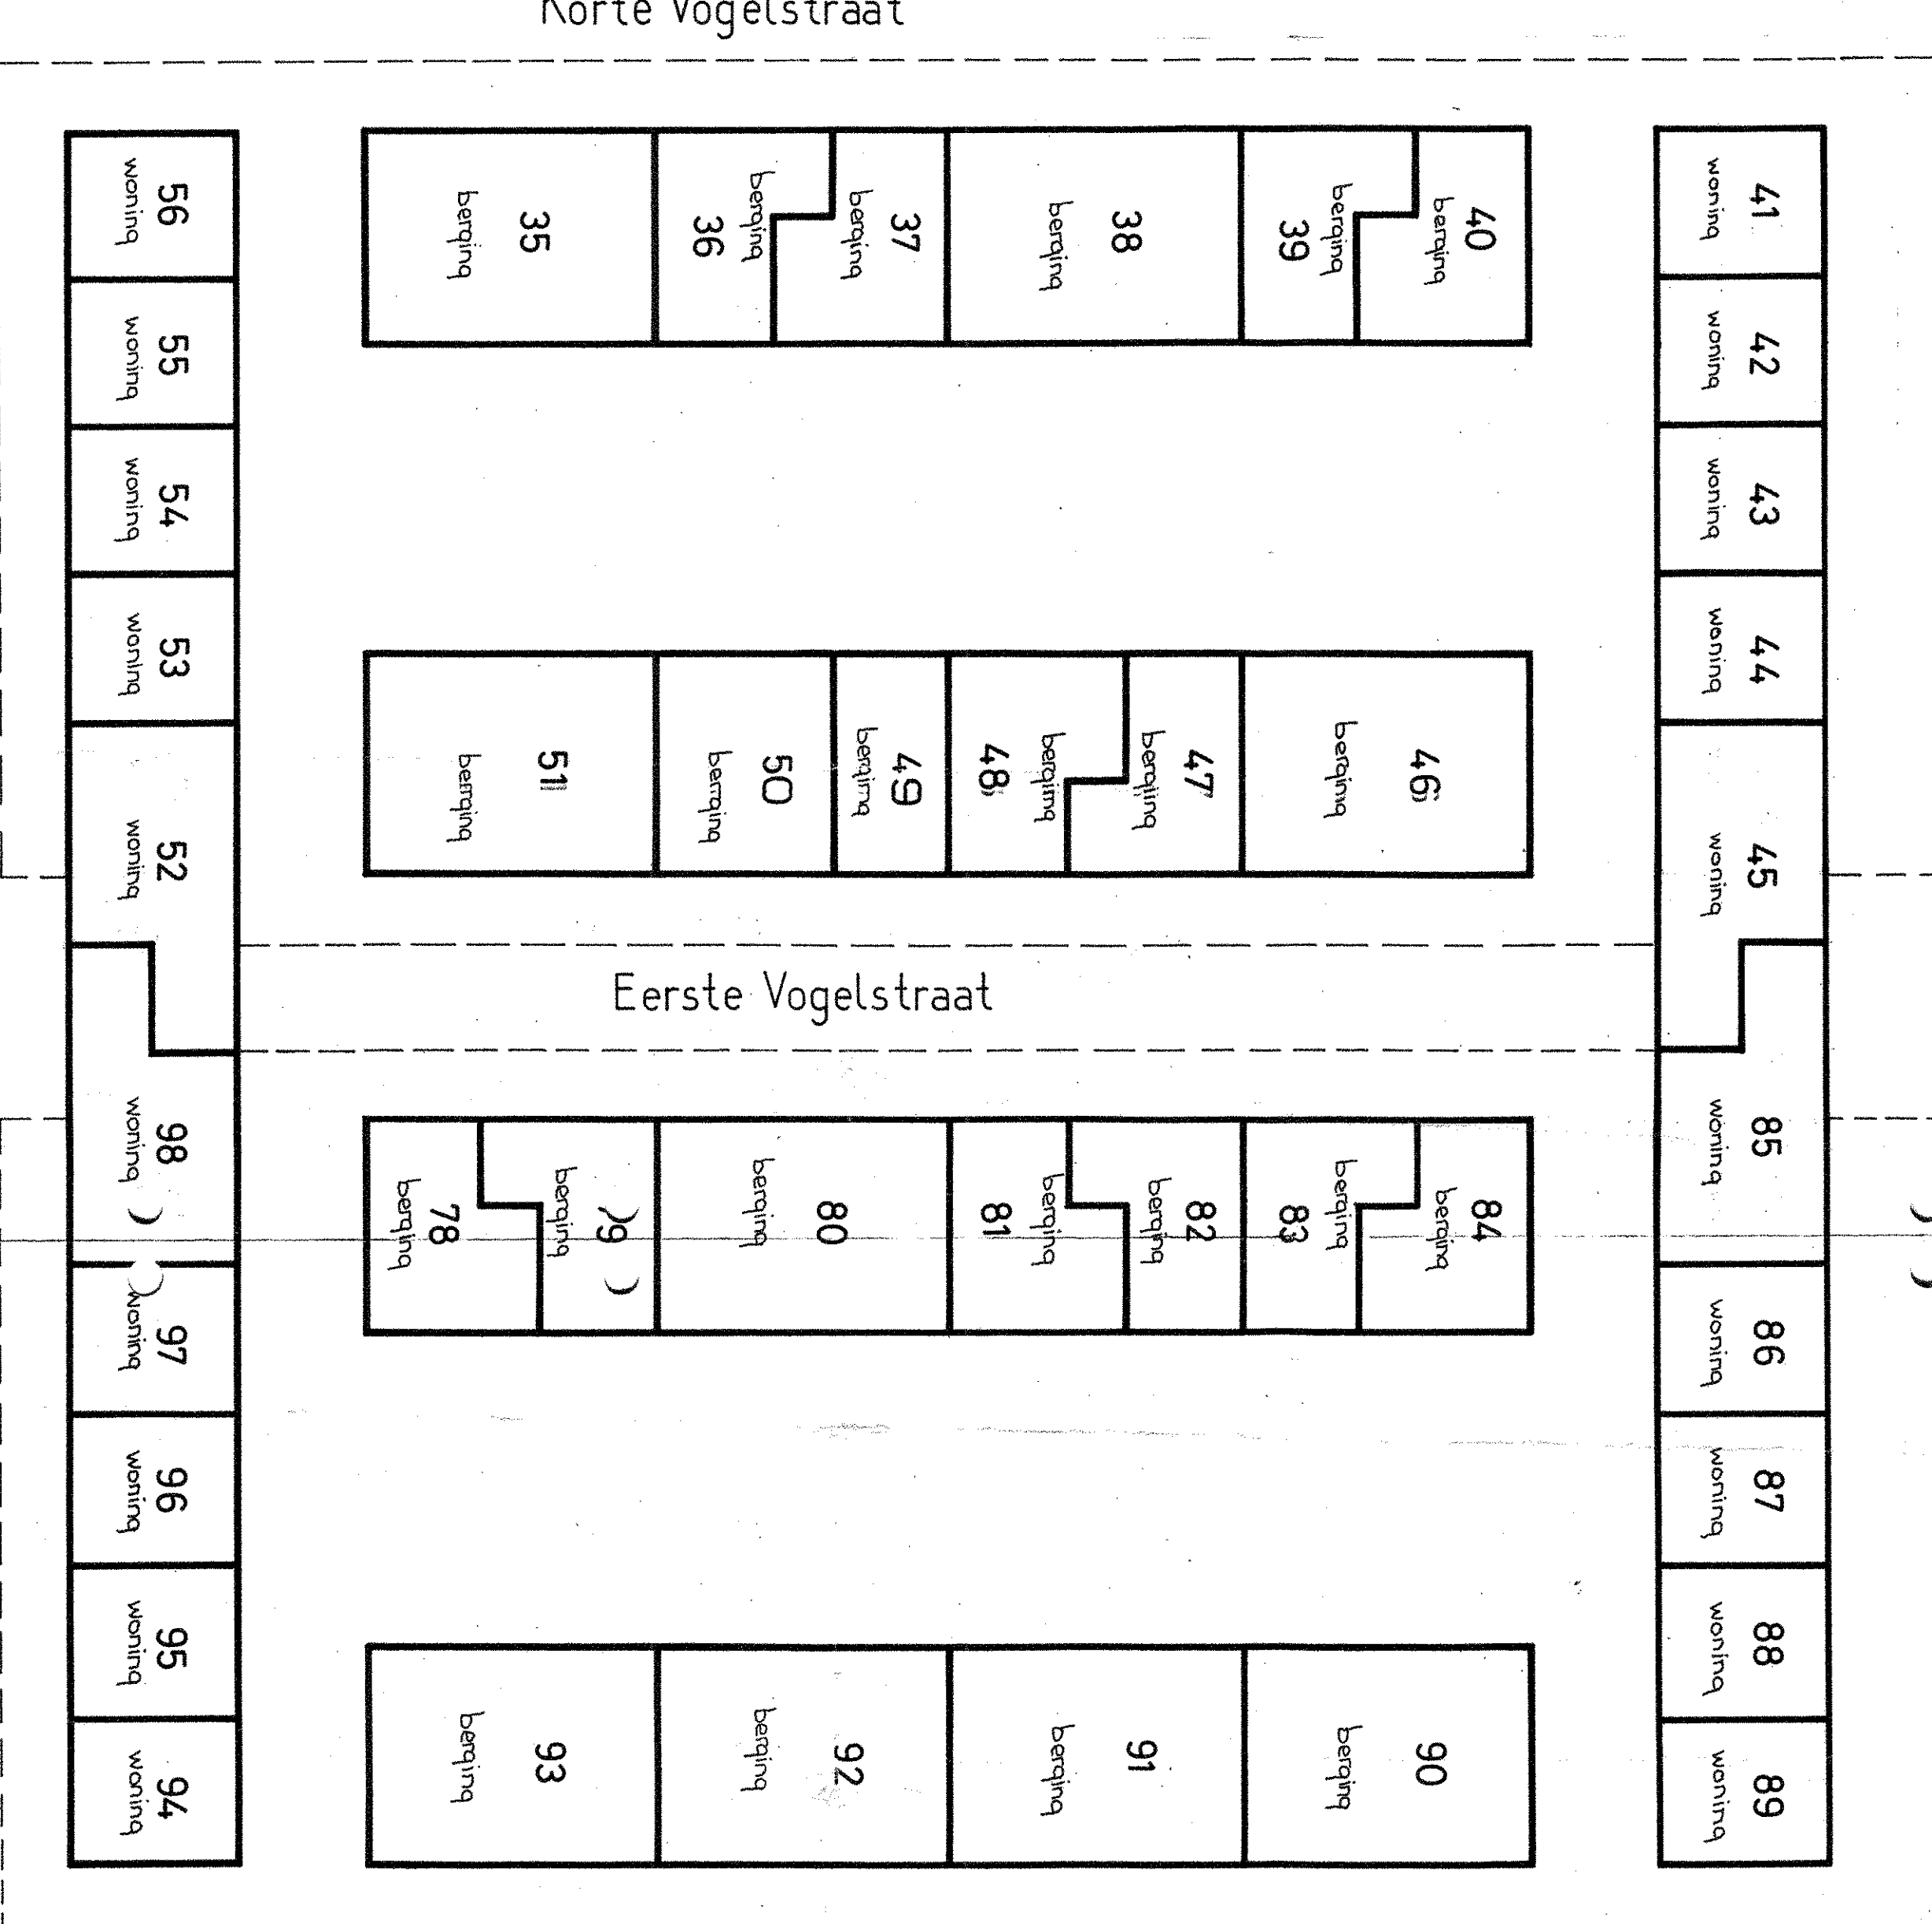 Korte Vogelstraat
56
woning
55
woning
54
woning
53
woning
52
woning
98
woning
97
woning
96
woning
95
woning
94
woning
35
berging
36
berging
37
berging
38
berging
39
berging
40
berging
51
berging
50
berging
49
berging
48
berging
47
berging
46
berging
Eerste Vogelstraat
78
berging
79
berging
80
berging
81
berging
82
berging
83
berging
84
berging
93
berging
92
berging
91
berging
90
berging
41
woning
42
woning
43
woning
44
woning
45
woning
85
woning
86
woning
87
woning
88
woning
89
woning